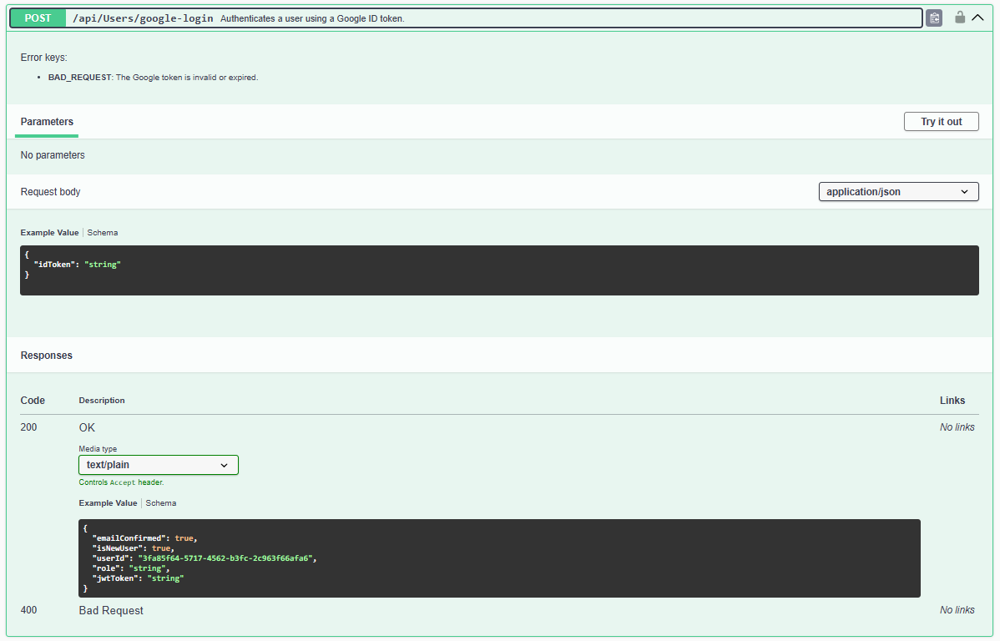 POST /api/Users/google-login Authenticates a user using a Google ID token.
Error keys:
• BAD_REQUEST: The Google token is invalid or expired.
Parameters
Try it out
No parameters
Request body
application/json
Example Value | Schema
{
  "idToken": "string"
}
Responses
Code Description Links
200 OK No links
Media type
text/plain
Controls Accept header.
Example Value | Schema
{
  "emailConfirmed": true,
  "isNewUser": true,
  "userId": "3fa85f64-5717-4562-b3fc-2c963f66afa6",
  "role": "string",
  "jwtToken": "string"
}
400 Bad Request No links